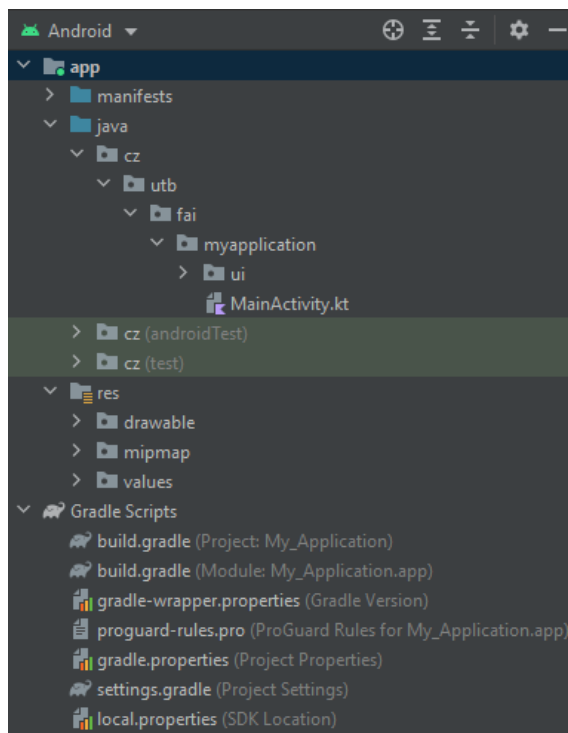 Android
app
manifests
java
cz
utb
fai
myapplication
ui
MainActivity.kt
cz (androidTest)
cz (test)
res
drawable
mipmap
values
Gradle Scripts
build.gradle (Project: My_Application)
build.gradle (Module: My_Application.app)
gradle-wrapper.properties (Gradle Version)
proguard-rules.pro (ProGuard Rules for My_Application.app)
gradle.properties (Project Properties)
settings.gradle (Project Settings)
local.properties (SDK Location)